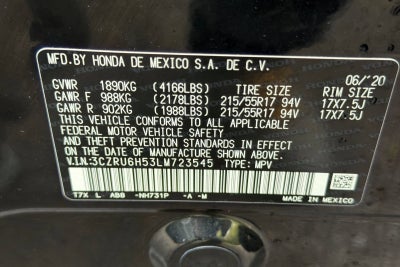 MFD.BY HONDA DE MEXICO S.A. DE C.V.
06/'20
GVWR 1890KG (4166LBS) TIRE SIZE RIM SIZE
GAWR F 988KG (2178LBS) 215/55R17 94V 17X7.5J
GAWR R 902KG (1988LBS) 215/55R17 94V 17X7.5J
THIS VEHICLE CONFORMS TO ALL APPLICABLE
FEDERAL MOTOR VEHICLE SAFETY AND
THEFT PREVENTION STANDARDS IN EFFECT
ON THE DATE OF MANUFACTURE SHOWN ABOVE.
V.I.N:3CZRU6H53LM723545 TYPE: MPV
17X L ABB -NH731P -A -M
MADE IN MEXICO